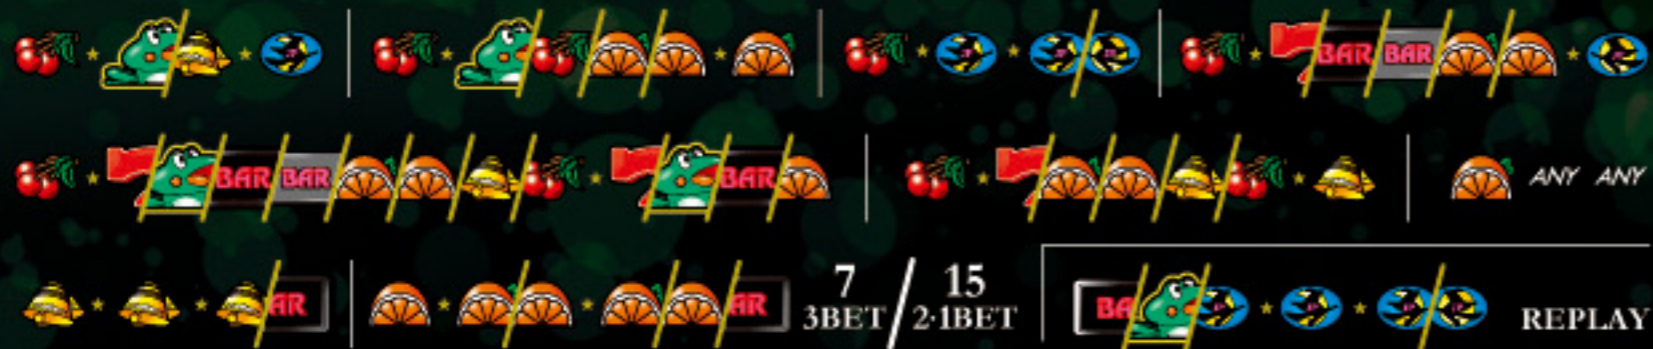 BAR BAR
BAR BAR BAR ANY ANY
AR AR 7 3BET / 15 2·1BET BA REPLAY